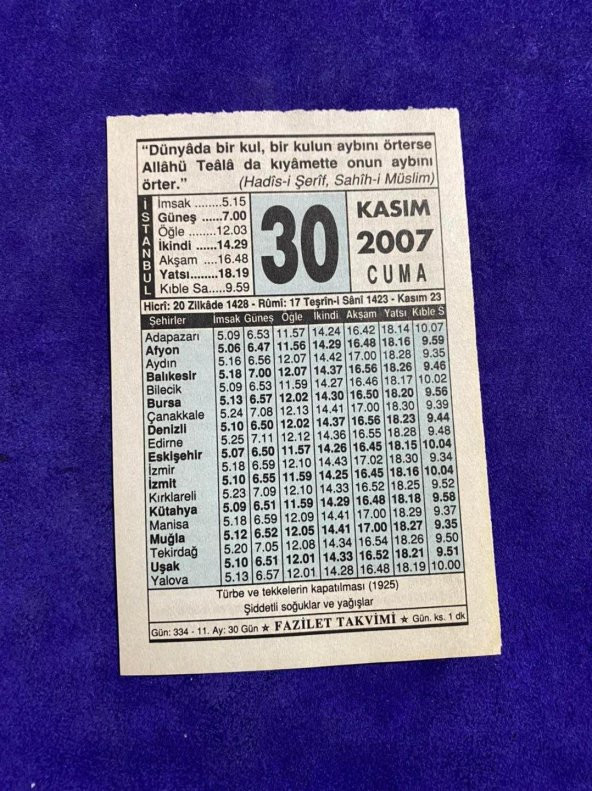 “Dünyâda bir kul, bir kulun aybını örterse
Allâhü Teâlâ da kıyâmette onun aybını
örter.” (Hadîs-i Şerîf, Sahîh-i Müslim)
İSTANBUL
İmsak ........5.15
Güneş ......7.00
Öğle ........12.03
İkindi ......14.29
Akşam ....16.48
Yatsı........18.19
Kıble Sa.....9.59
30
KASIM
2007
CUMA
Hicrî: 20 Zilkâde 1428 - Rûmî: 17 Teşrîn-i Sânî 1423 - Kasım 23
Şehirler İmsak Güneş Öğle İkindi Akşam Yatsı Kıble S
Adapazarı 5.09 6.53 11.57 14.24 16.42 18.14 10.07
Afyon 5.06 6.47 11.56 14.29 16.48 18.16 9.59
Aydın 5.16 6.56 12.07 14.42 17.00 18.28 9.35
Balıkesir 5.18 7.00 12.07 14.37 16.56 18.26 9.46
Bilecik 5.09 6.53 11.59 14.27 16.46 18.17 10.02
Bursa 5.13 6.57 12.02 14.30 16.50 18.20 9.56
Çanakkale 5.24 7.08 12.13 14.41 17.00 18.30 9.39
Denizli 5.10 6.50 12.02 14.37 16.56 18.23 9.44
Edirne 5.25 7.11 12.12 14.36 16.55 18.28 9.48
Eskişehir 5.07 6.50 11.57 14.26 16.45 18.15 10.04
İzmir 5.18 6.59 12.10 14.43 17.02 18.30 9.34
İzmit 5.10 6.55 11.59 14.25 16.45 18.16 10.04
Kırklareli 5.23 7.09 12.10 14.33 16.52 18.25 9.52
Kütahya 5.09 6.51 11.59 14.29 16.48 18.18 9.58
Manisa 5.18 6.59 12.09 14.41 17.00 18.29 9.37
Muğla 5.12 6.52 12.05 14.41 17.00 18.27 9.35
Tekirdağ 5.20 7.05 12.08 14.34 16.54 18.26 9.50
Uşak 5.10 6.51 12.01 14.33 16.52 18.21 9.51
Yalova 5.13 6.57 12.01 14.28 16.48 18.19 10.00
Türbe ve tekkelerin kapatılması (1925)
Şiddetli soğuklar ve yağışlar
Gün: 334 - 11. Ay: 30 Gün ★ FAZİLET TAKVİMİ ★ Gün. ks. 1 dk